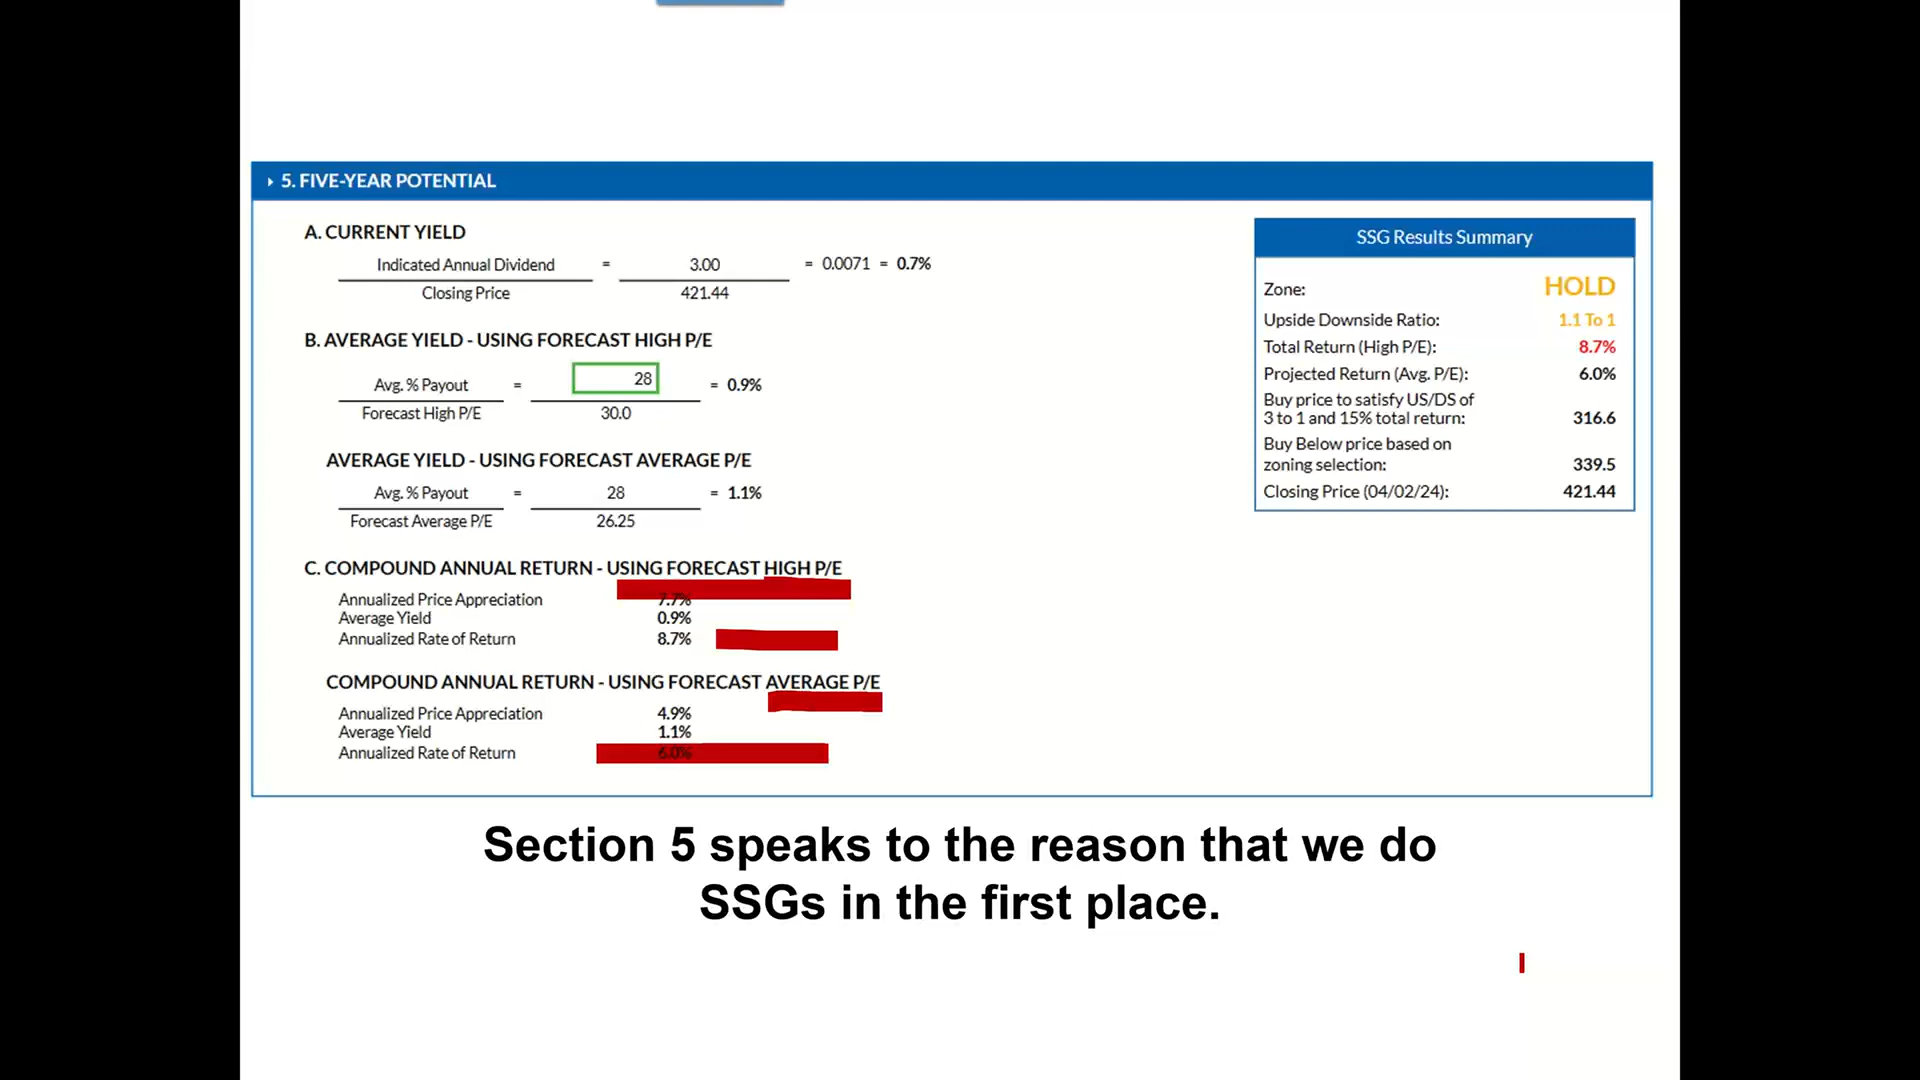 5. FIVE-YEAR POTENTIAL
A. CURRENT YIELD
Indicated Annual Dividend = 3.00 = 0.0071 = 0.7%
Closing Price 421.44
B. AVERAGE YIELD - USING FORECAST HIGH P/E
Avg. % Payout = 28 = 0.9%
Forecast High P/E 30.0
AVERAGE YIELD - USING FORECAST AVERAGE P/E
Avg. % Payout = 28 = 1.1%
Forecast Average P/E 26.25
C. COMPOUND ANNUAL RETURN - USING FORECAST HIGH P/E
Annualized Price Appreciation 7.7%
Average Yield 0.9%
Annualized Rate of Return 8.7%
COMPOUND ANNUAL RETURN - USING FORECAST AVERAGE P/E
Annualized Price Appreciation 4.9%
Average Yield 1.1%
Annualized Rate of Return 6.0%
SSG Results Summary
Zone: HOLD
Upside Downside Ratio: 1.1 To 1
Total Return (High P/E): 8.7%
Projected Return (Avg. P/E): 6.0%
Buy price to satisfy US/DS of
3 to 1 and 15% total return: 316.6
Buy Below price based on
zoning selection: 339.5
Closing Price (04/02/24): 421.44
Section 5 speaks to the reason that we do
SSGs in the first place.